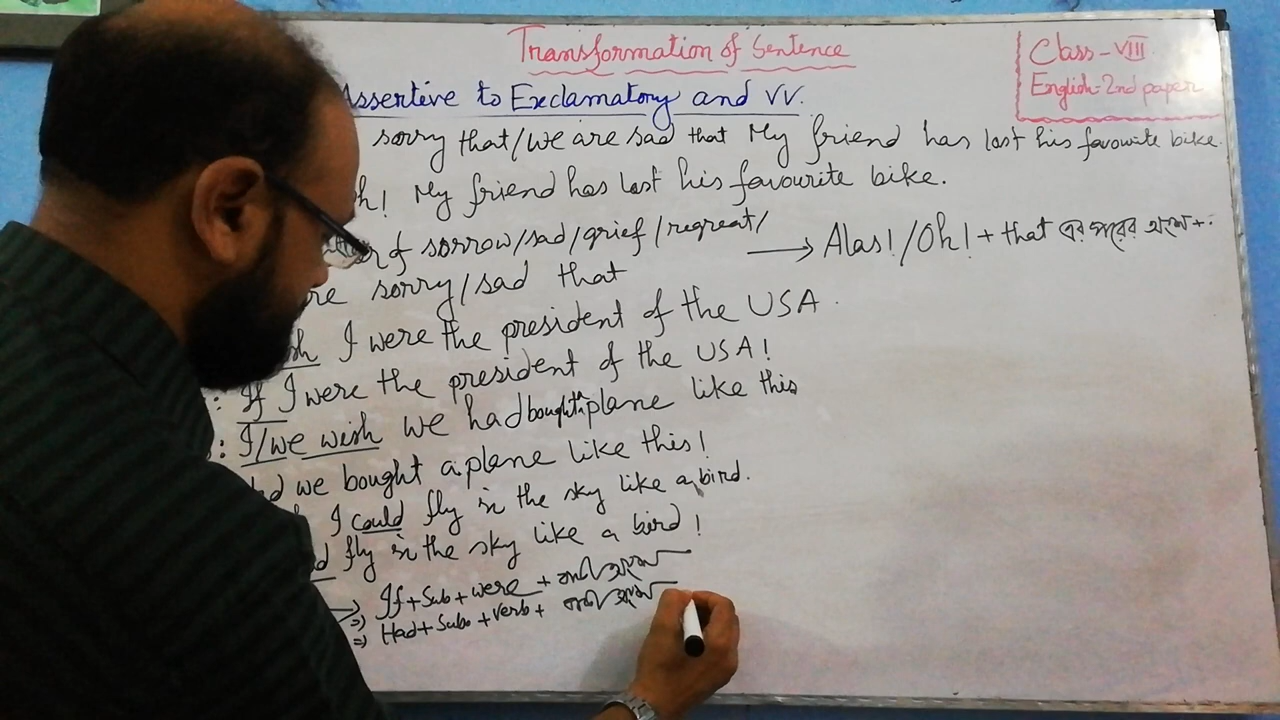 Transformation of Sentence
Class-VIII
English-2nd paper
Assertive to Exclamatory and VV.
sorry that/We are sad that My friend has lost his favourite bike.
h! My friend has lost his favourite bike.
of sorrow/sad/grief/regreat/
re sorry/sad that
→ Alas!/Oh! + that এর পরের অংশ+:
sh I were the president of the USA.
: If I were the president of the USA!
: I/we wish we had bought a plane like this
we bought a plane like this!
I could fly in the sky like a bird.
fly in the sky like a bird!
⇒ If + Sub + were + বাকী অংশ
⇒ Had + Sub + verb + বাকী অংশ